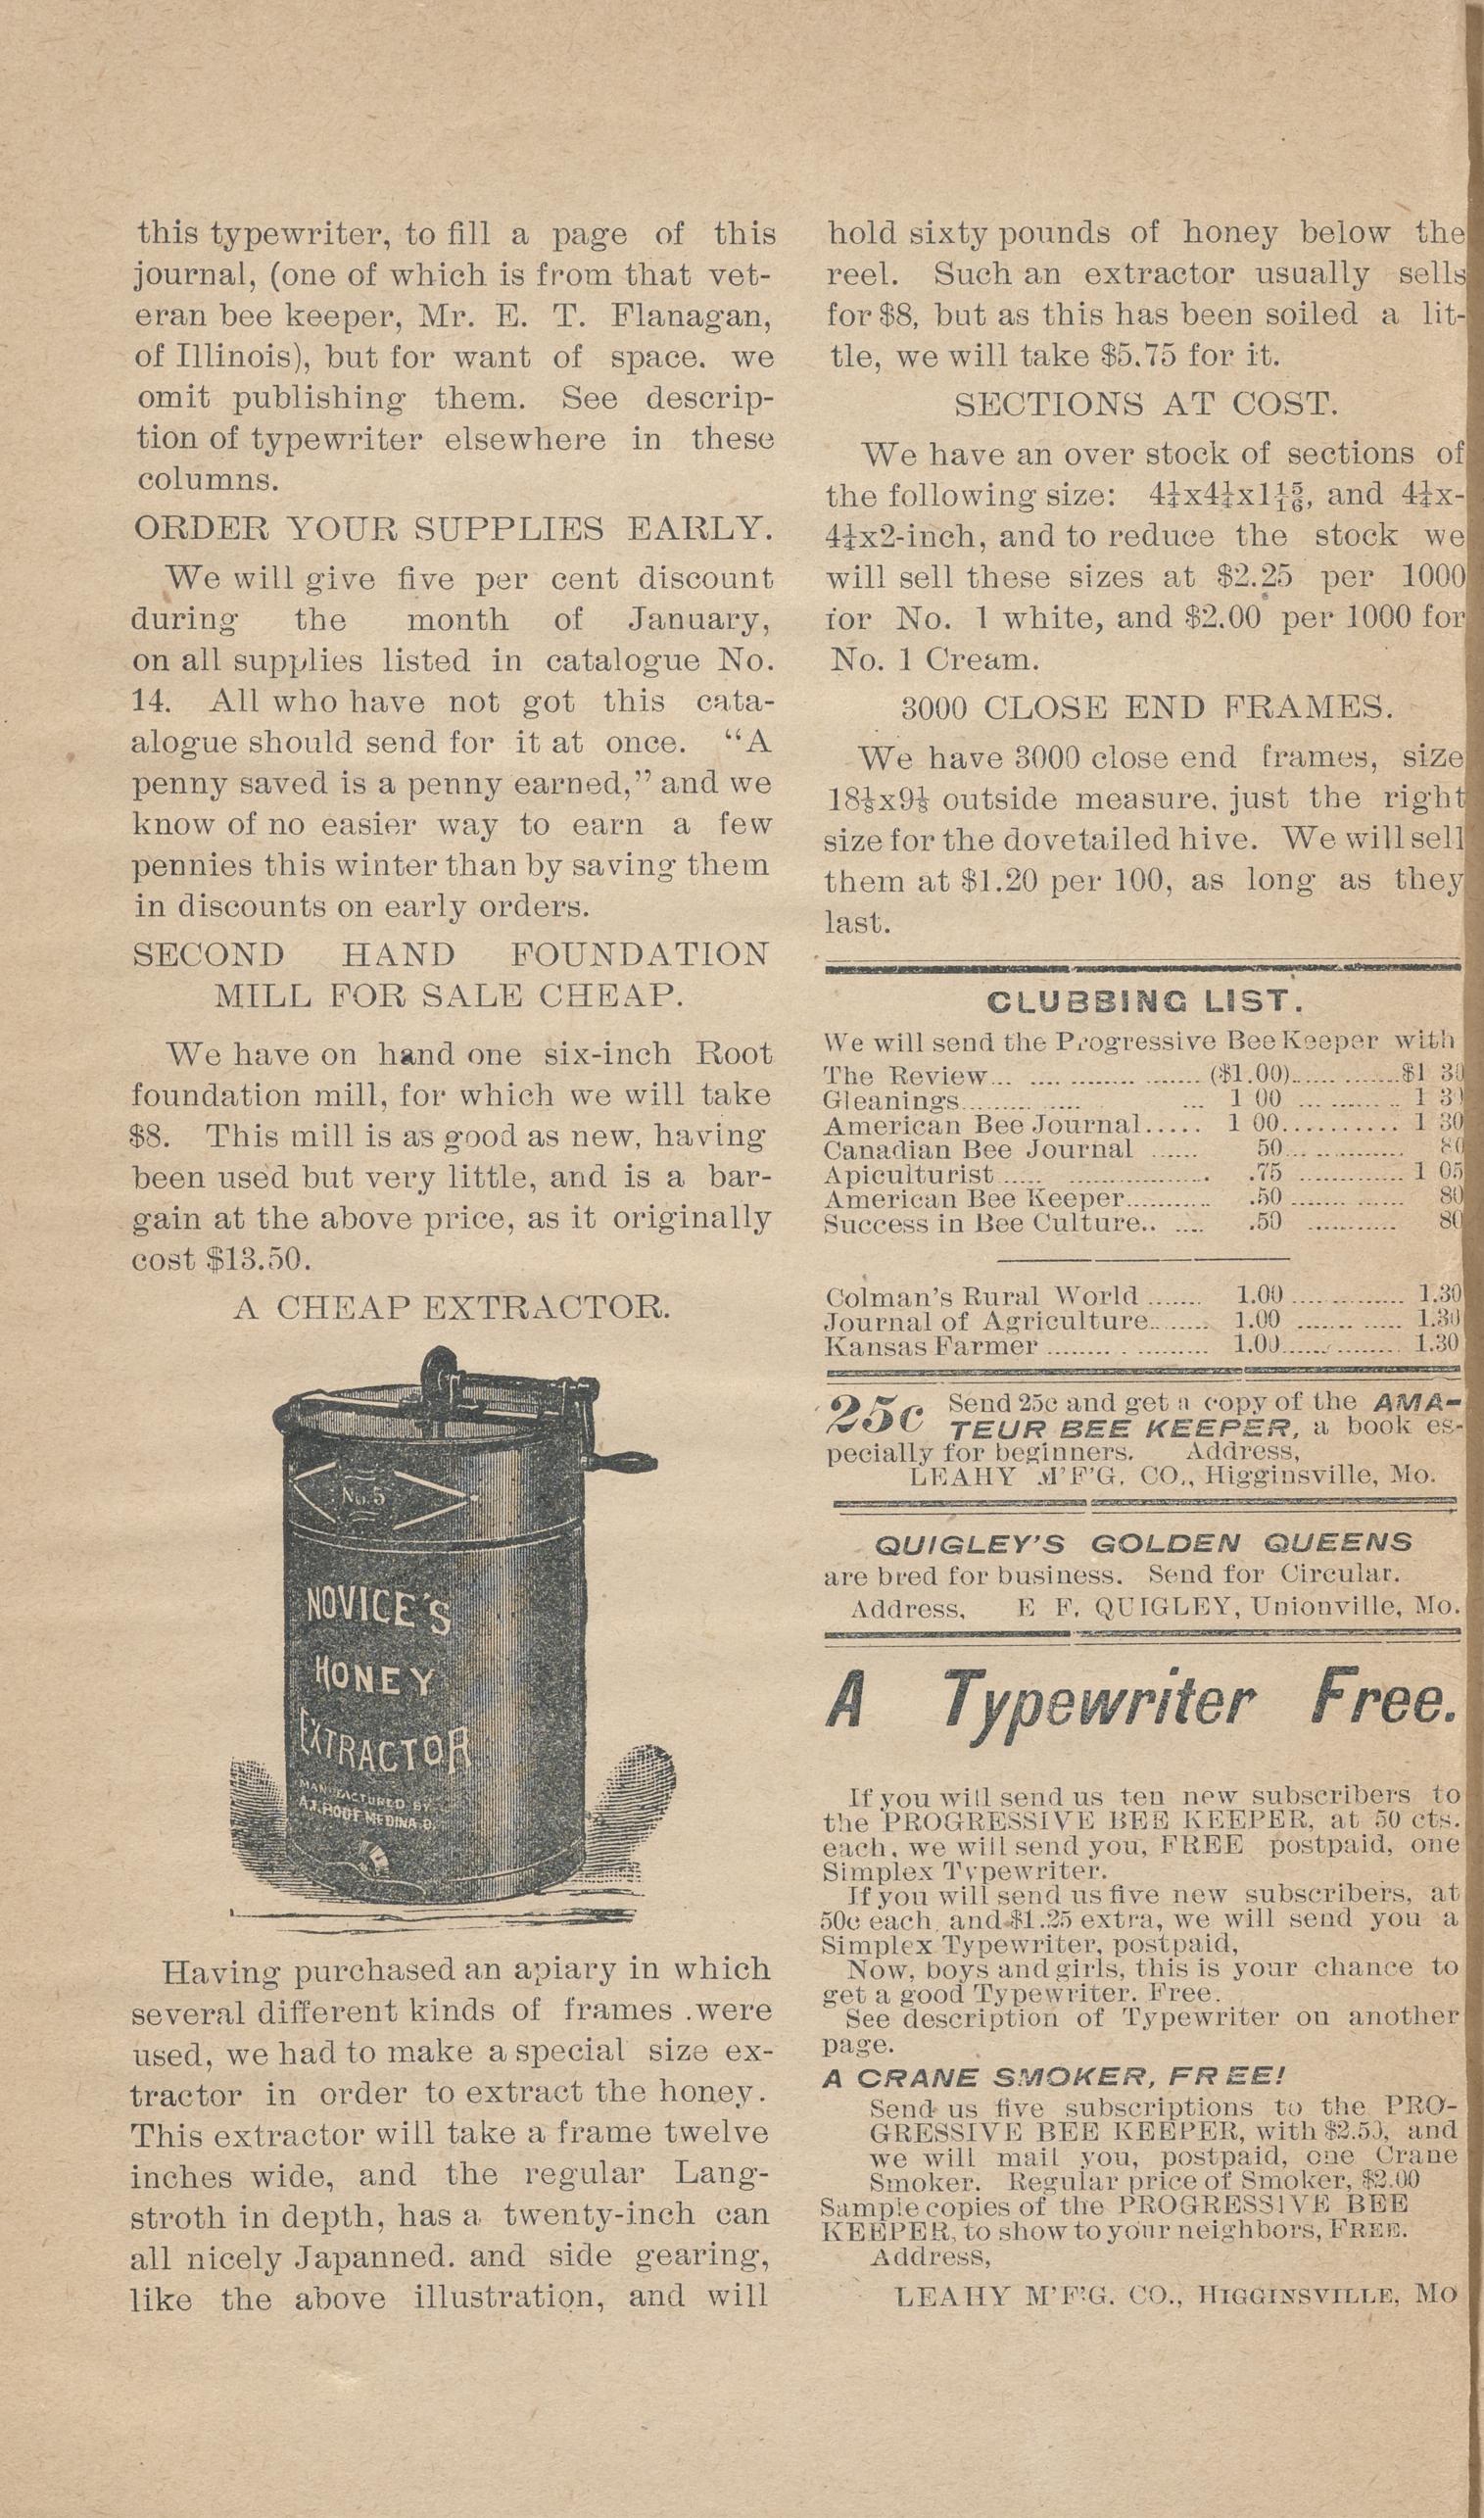 this typewriter, to fill a page of this
journal, (one of which is from that vet-
eran bee keeper, Mr. E. T. Flanagan,
of Illinois), but for want of space. we
omit publishing them. See descrip-
tion of typewriter elsewhere in these
columns.
ORDER YOUR SUPPLIES EARLY.
We will give five per cent discount
during the month of January,
on all supplies listed in catalogue No.
14. All who have not got this cata-
alogue should send for it at once. “A
penny saved is a penny earned,” and we
know of no easier way to earn a few
pennies this winter than by saving them
in discounts on early orders.
SECOND HAND FOUNDATION
MILL FOR SALE CHEAP.
We have on hand one six-inch Root
foundation mill, for which we will take
$8. This mill is as good as new, having
been used but very little, and is a bar-
gain at the above price, as it originally
cost $13.50.
A CHEAP EXTRACTOR.
No. 5
NOVICE'S
HONEY
EXTRACTOR
MANUFACTURED BY
A.I. ROOT MEDINA O.
Having purchased an apiary in which
several different kinds of frames .were
used, we had to make a special size ex-
tractor in order to extract the honey.
This extractor will take a frame twelve
inches wide, and the regular Lang-
stroth in depth, has a twenty-inch can
all nicely Japanned. and side gearing,
like the above illustration, and will
hold sixty pounds of honey below the
reel. Such an extractor usually sells
for $8, but as this has been soiled a lit-
tle, we will take $5.75 for it.
SECTIONS AT COST.
We have an over stock of sections of
the following size: 4¼x4¼x1 15/16, and 4¼x-
4¼x2-inch, and to reduce the stock we
will sell these sizes at $2.25 per 1000
for No. 1 white, and $2.00 per 1000 for
No. 1 Cream.
3000 CLOSE END FRAMES.
We have 3000 close end frames, size
18⅛x9⅛ outside measure, just the right
size for the dovetailed hive. We will sell
them at $1.20 per 100, as long as they
last.
CLUBBING LIST.
We will send the Progressive Bee Keeper with
The Review... .... ........... ....... ($1.00)...... .........$1 30
Gleanings............ ..... ... 1 00 ... ......... .. 1 30
American Bee Journal..... 1 00.......... 1 30
Canadian Bee Journal ...... 50... ............. 80
Apiculturist ..... .................... .75 ............. 1 05
American Bee Keeper........... .50 .............. 80
Success in Bee Culture.. .... .50 ........... 80
Colman's Rural World ....... 1.00 .............. 1.30
Journal of Agriculture........ 1.00 ....... ..... 1.30
Kansas Farmer ......... . .......... 1.00............... 1.30
25c Send 25c and get a copy of the AMA-
TEUR BEE KEEPER, a book es-
pecially for beginners. Address,
LEAHY M'F'G. CO., Higginsville, Mo.
QUIGLEY'S GOLDEN QUEENS
are bred for business. Send for Circular.
Address, E F. QUIGLEY, Unionville, Mo.
A Typewriter Free.
If you will send us ten new subscribers to
the PROGRESSIVE BEE KEEPER, at 50 cts.
each, we will send you, FREE postpaid, one
Simplex Typewriter.
If you will send us five new subscribers, at
50c each, and $1.25 extra, we will send you a
Simplex Typewriter, postpaid,
Now, boys and girls, this is your chance to
get a good Typewriter. Free.
See description of Typewriter on another
page.
A CRANE SMOKER, FREE!
Send us five subscriptions to the PRO-
GRESSIVE BEE KEEPER, with $2.50, and
we will mail you, postpaid, one Crane
Smoker. Regular price of Smoker, $2.00
Sample copies of the PROGRESSIVE BEE
KEEPER, to show to your neighbors, FREE.
Address,
LEAHY M'F'G. CO., HIGGINSVILLE, MO